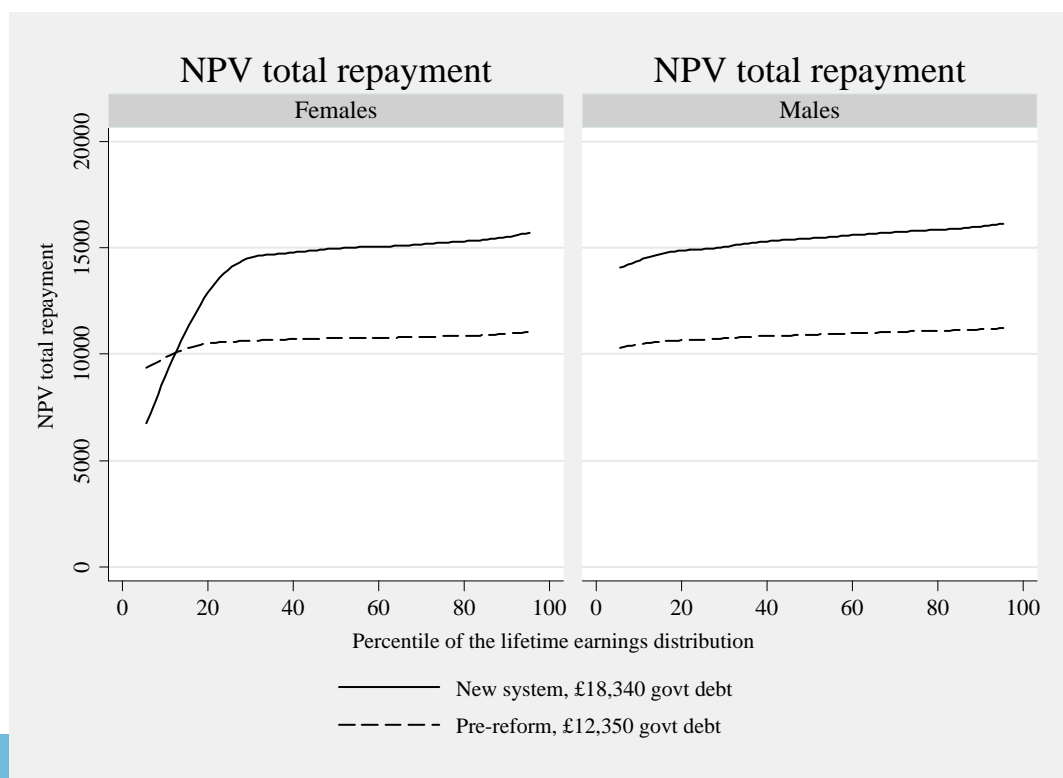 NPV total repayment
NPV total repayment
Females
Males
NPV total repayment
20000
15000
10000
5000
0
0 20 40 60 80 100
0 20 40 60 80 100
Percentile of the lifetime earnings distribution
New system, £18,340 govt debt
Pre-reform, £12,350 govt debt